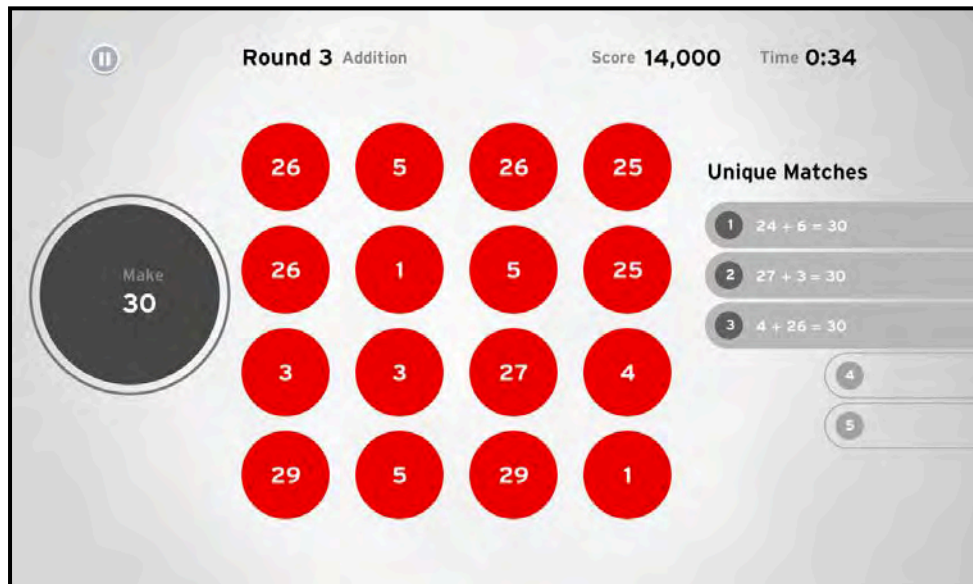 Round 3 Addition
Score 14,000
Time 0:34
Make
30
26 5 26 25
26 1 5 25
3 3 27 4
29 5 29 1
Unique Matches
1 24 + 6 = 30
2 27 + 3 = 30
3 4 + 26 = 30
4
5